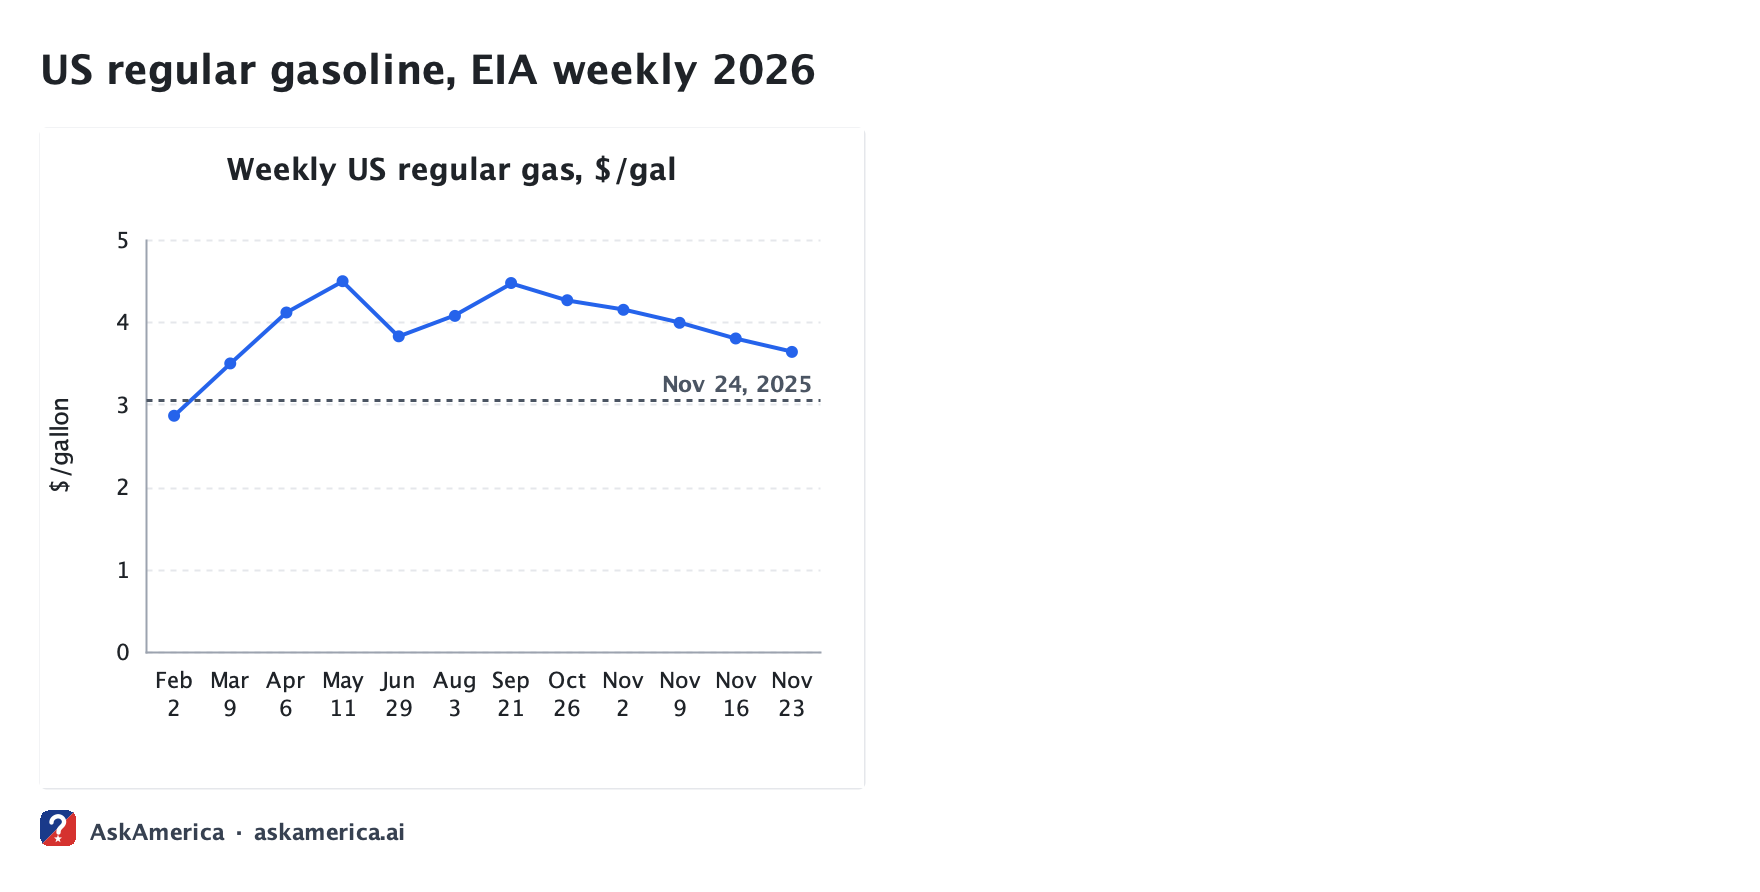 US regular gasoline, EIA weekly 2026
Weekly US regular gas, $/gal
$/gallon
5
4
3
2
1
0
Nov 24, 2025
Feb 2
Mar 9
Apr 6
May 11
Jun 29
Aug 3
Sep 21
Oct 26
Nov 2
Nov 9
Nov 16
Nov 23
AskAmerica · askamerica.ai